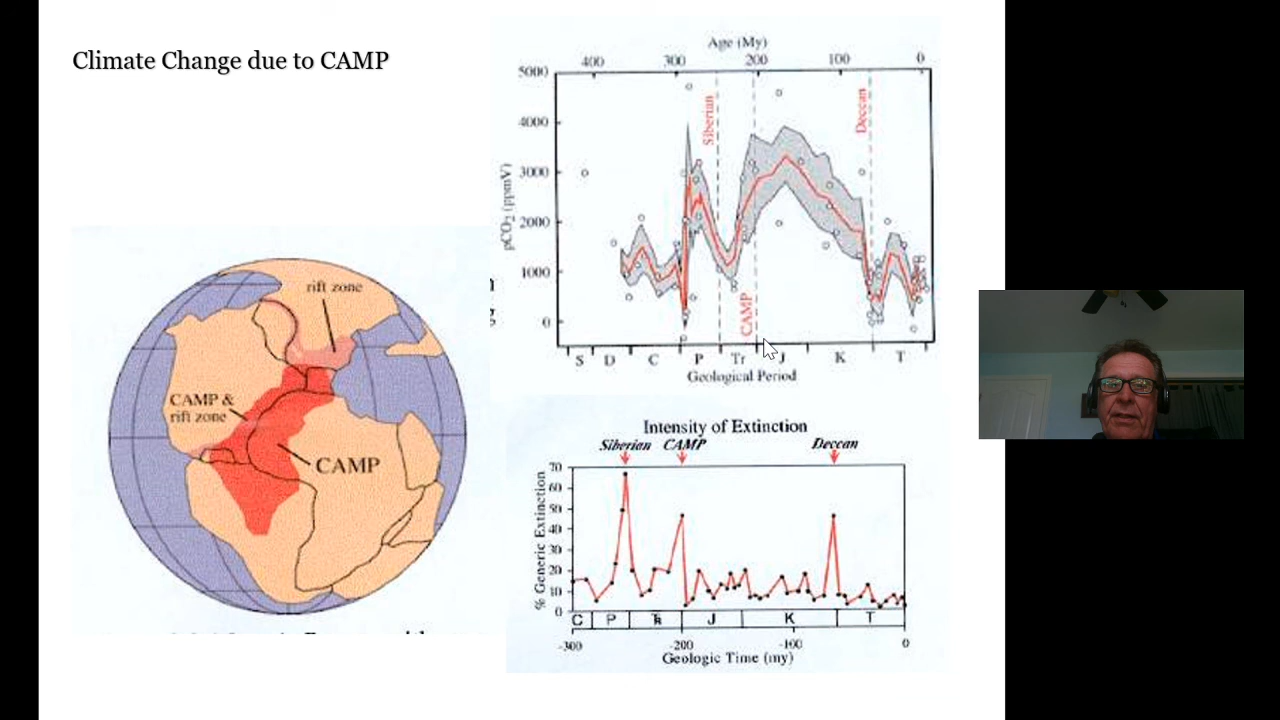 Climate Change due to CAMP
rift zone
CAMP &
rift zone
CAMP
Age (My)
400 300 200 100 0
5000
4000
3000
2000
1000
0
pCO2 (ppmV)
Siberian
CAMP
Deccan
S D C P Tr J K T
Geological Period
Intensity of Extinction
Siberian CAMP Deccan
70
60
50
40
30
20
10
0
% Generic Extinction
C P Tr J K T
-300 -200 -100 0
Geologic Time (my)